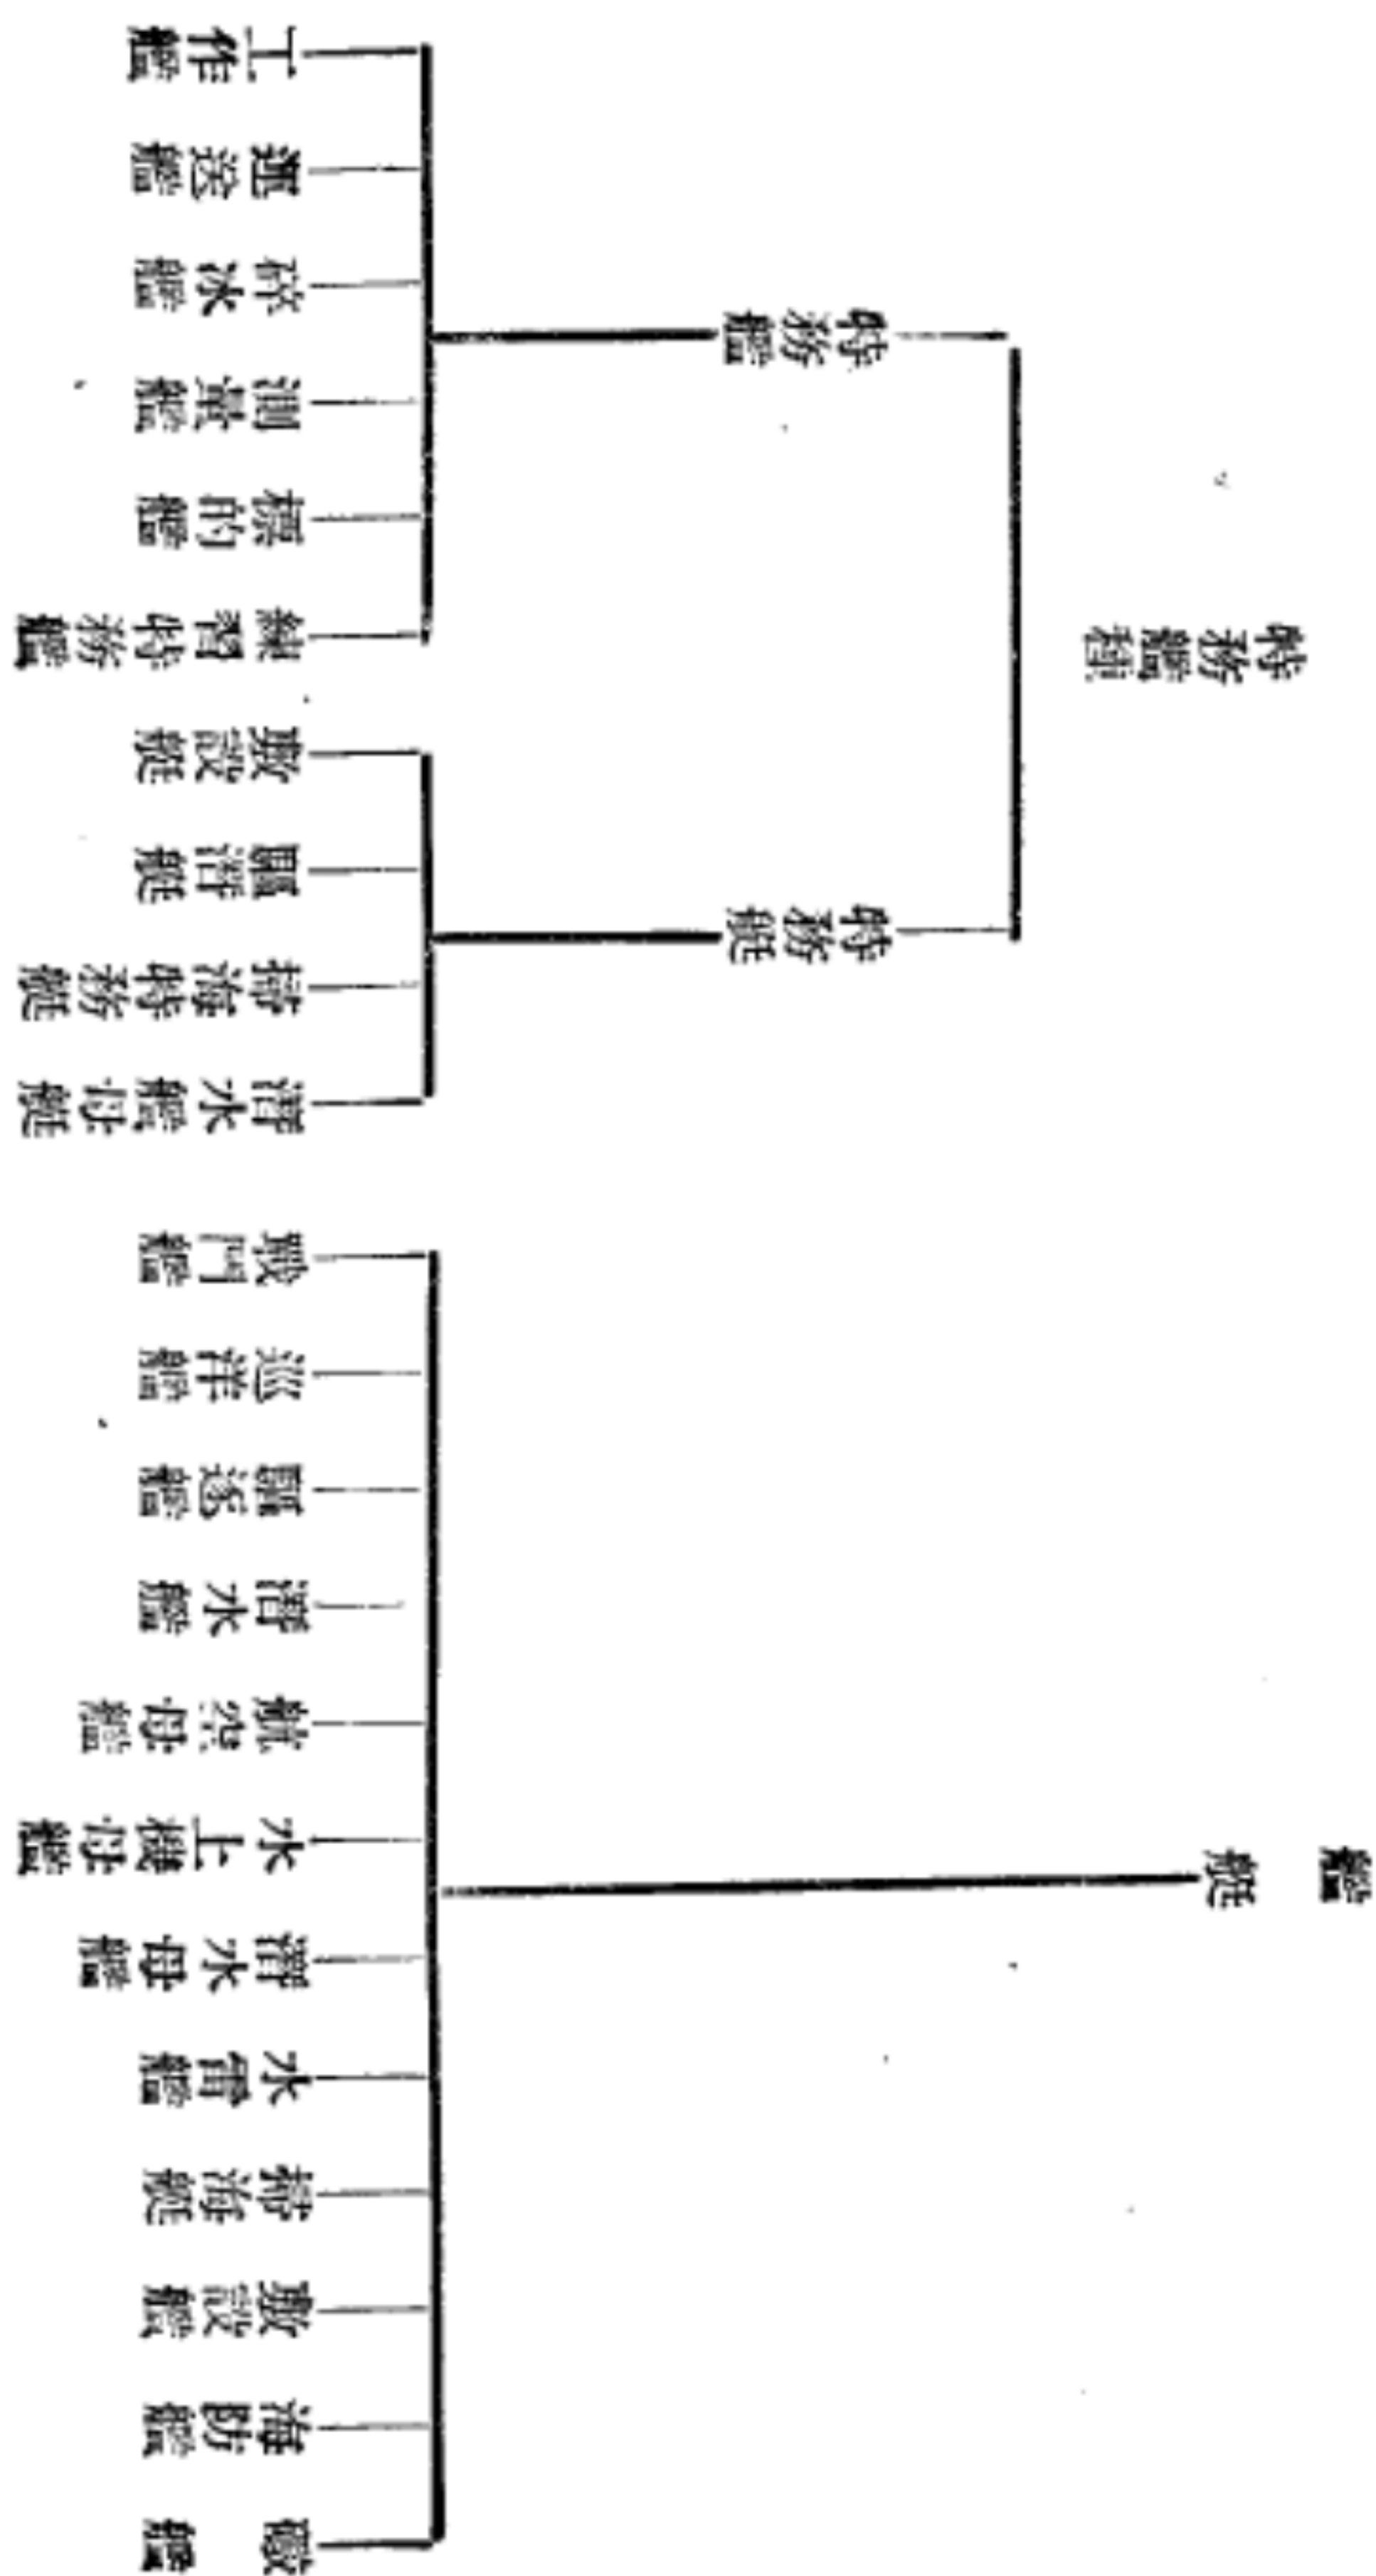 特務艦種
特務艦
工作艦
運送艦
碎氷艦
測量艦
標的艦
練習特務艦
特務艇
敷設艇
驅潛艇
掃海特務艇
潛水艦母艇
艦艇
戰鬥艦
巡洋艦
驅逐艦
潛水艦
航空母艦
水上機母艦
潛水母艦
水雷艦
掃海艇
敷設艦
海防艦
礮艦